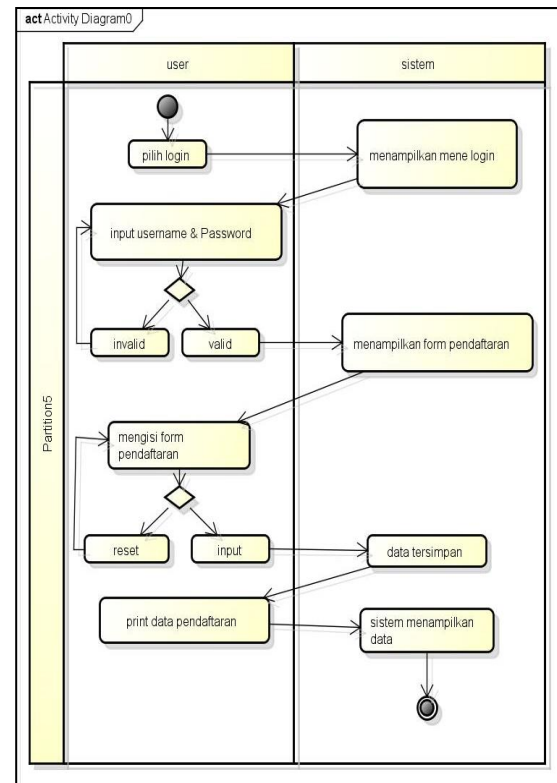 act Activity Diagram0
user
sistem
Partition5
pilih login
menampilkan mene login
input username & Password
invalid
valid
menampilkan form pendaftaran
mengisi form
pendaftaran
reset
input
data tersimpan
print data pendaftaran
sistem menampilkan
data